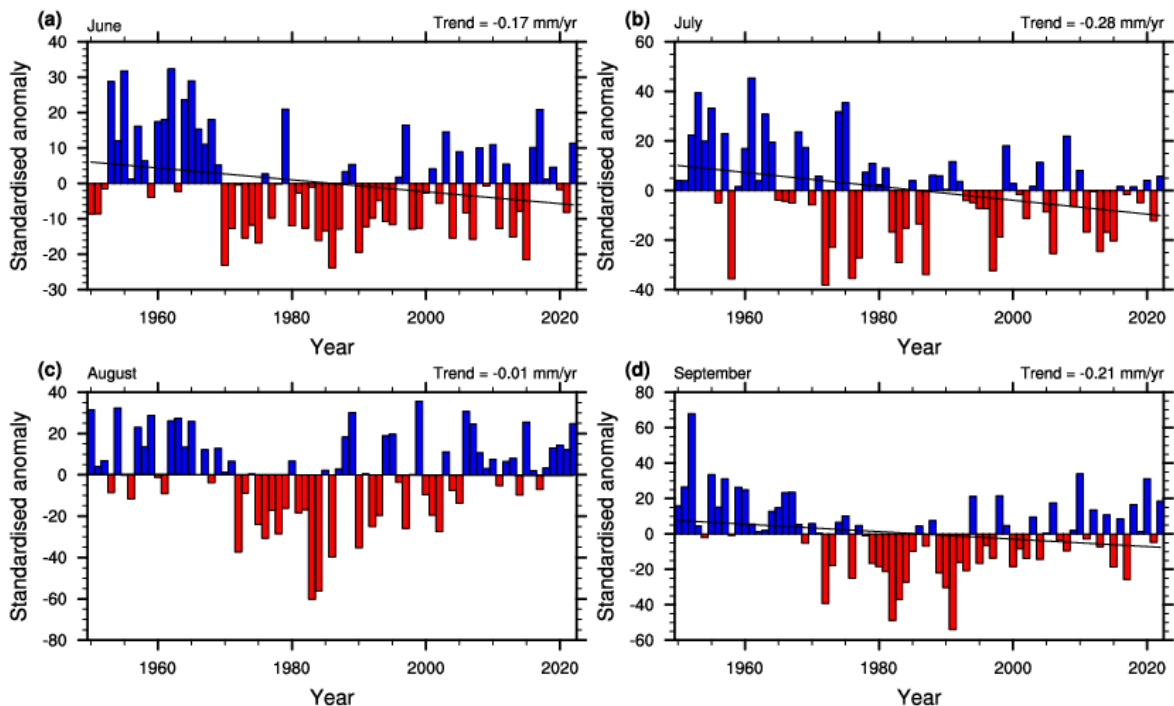 (a) June Trend = -0.17 mm/yr
Standardised anomaly
40
30
20
10
0
-10
-20
-30
1960 1980 2000 2020
Year
(b) July Trend = -0.28 mm/yr
Standardised anomaly
60
40
20
0
-20
-40
1960 1980 2000 2020
Year
(c) August Trend = -0.01 mm/yr
Standardised anomaly
40
20
0
-20
-40
-60
-80
1960 1980 2000 2020
Year
(d) September Trend = -0.21 mm/yr
Standardised anomaly
80
60
40
20
0
-20
-40
-60
1960 1980 2000 2020
Year